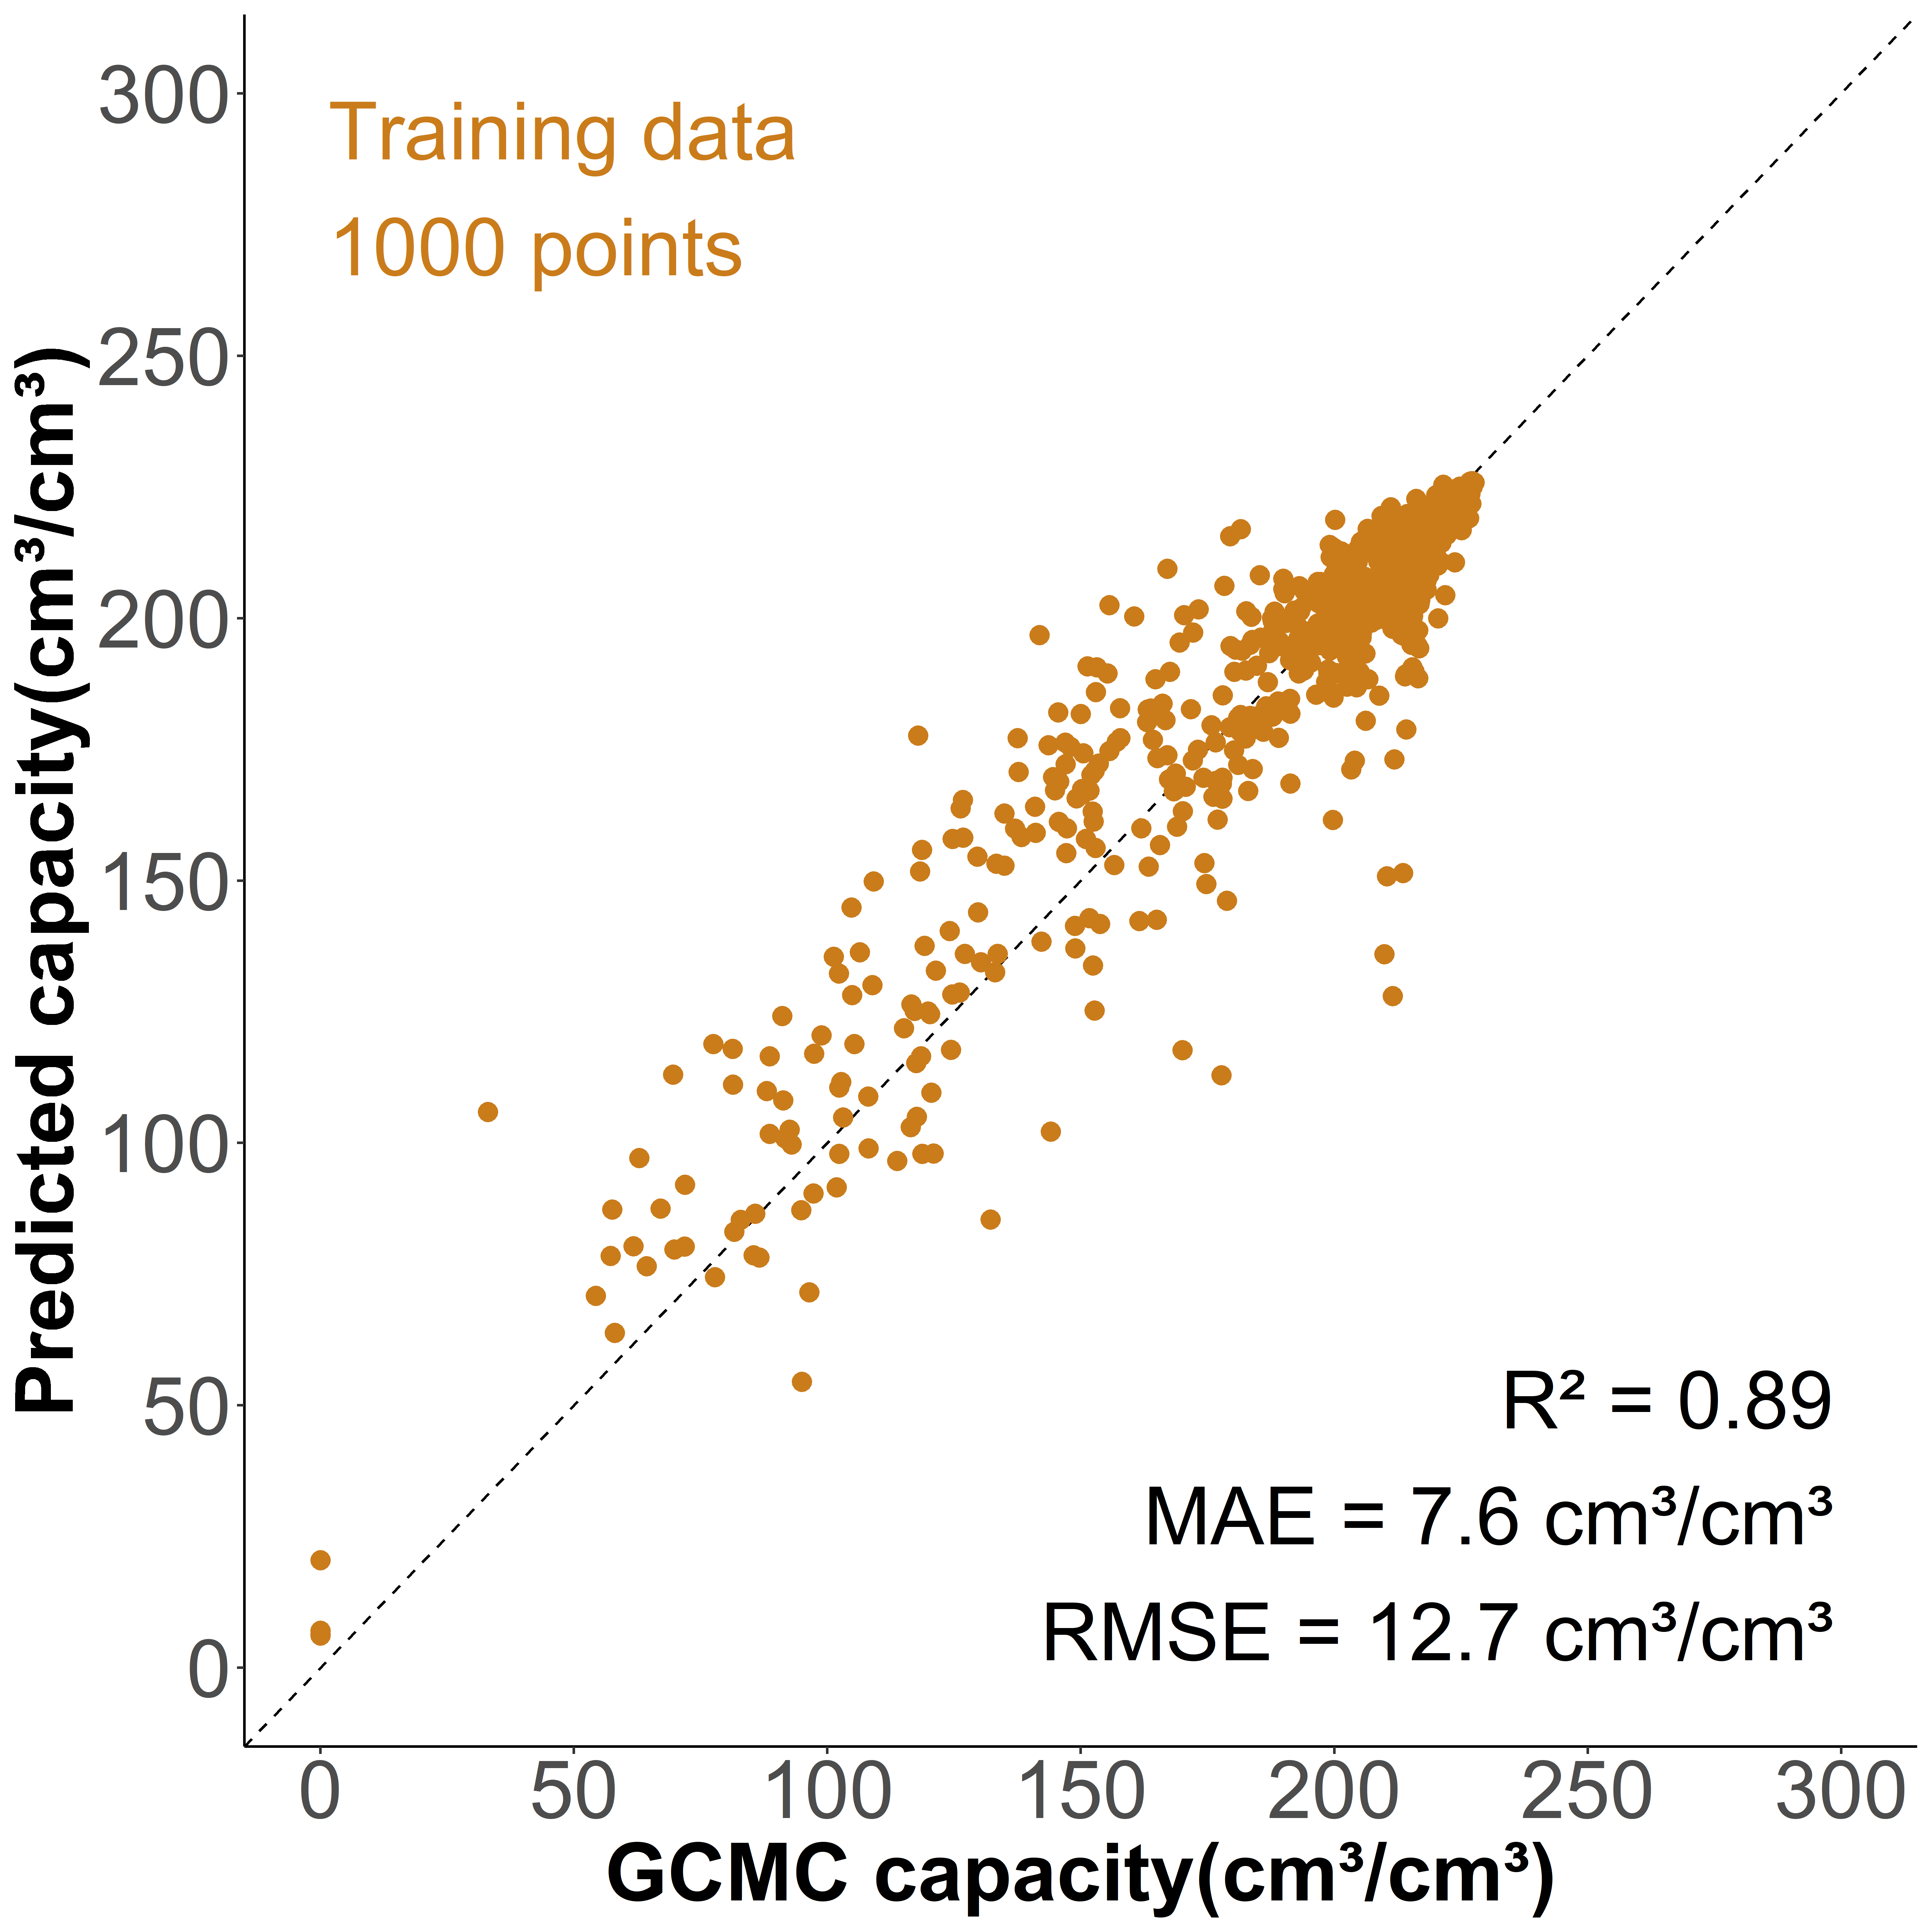 Training data
1000 points
300
250
200
150
100
50
0
Predicted capacity(cm³/cm³)
R² = 0.89
MAE = 7.6 cm³/cm³
RMSE = 12.7 cm³/cm³
0 50 100 150 200 250 300
GCMC capacity(cm³/cm³)